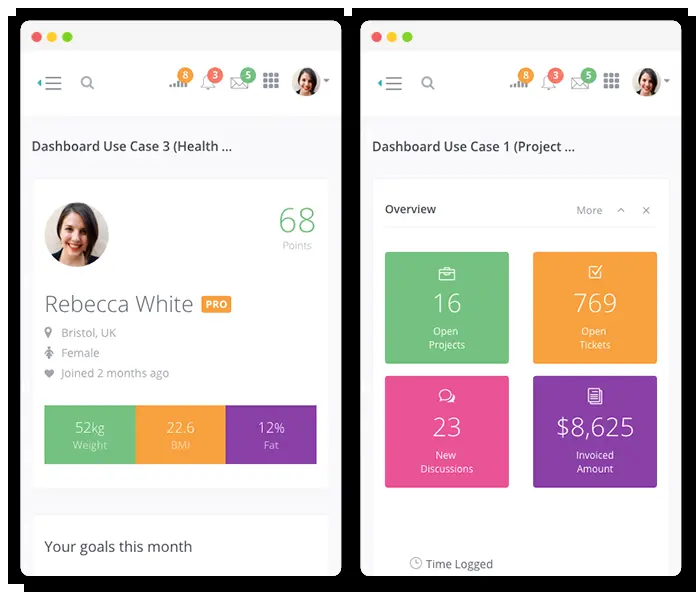 8
3
5
Dashboard Use Case 3 (Health ...
68
Points
Rebecca White PRO
Bristol, UK
Female
Joined 2 months ago
52kg
Weight
22.6
BMI
12%
Fat
Your goals this month
8
3
5
Dashboard Use Case 1 (Project ...
Overview
More
16
Open
Projects
769
Open
Tickets
23
New
Discussions
$8,625
Invoiced
Amount
Time Logged